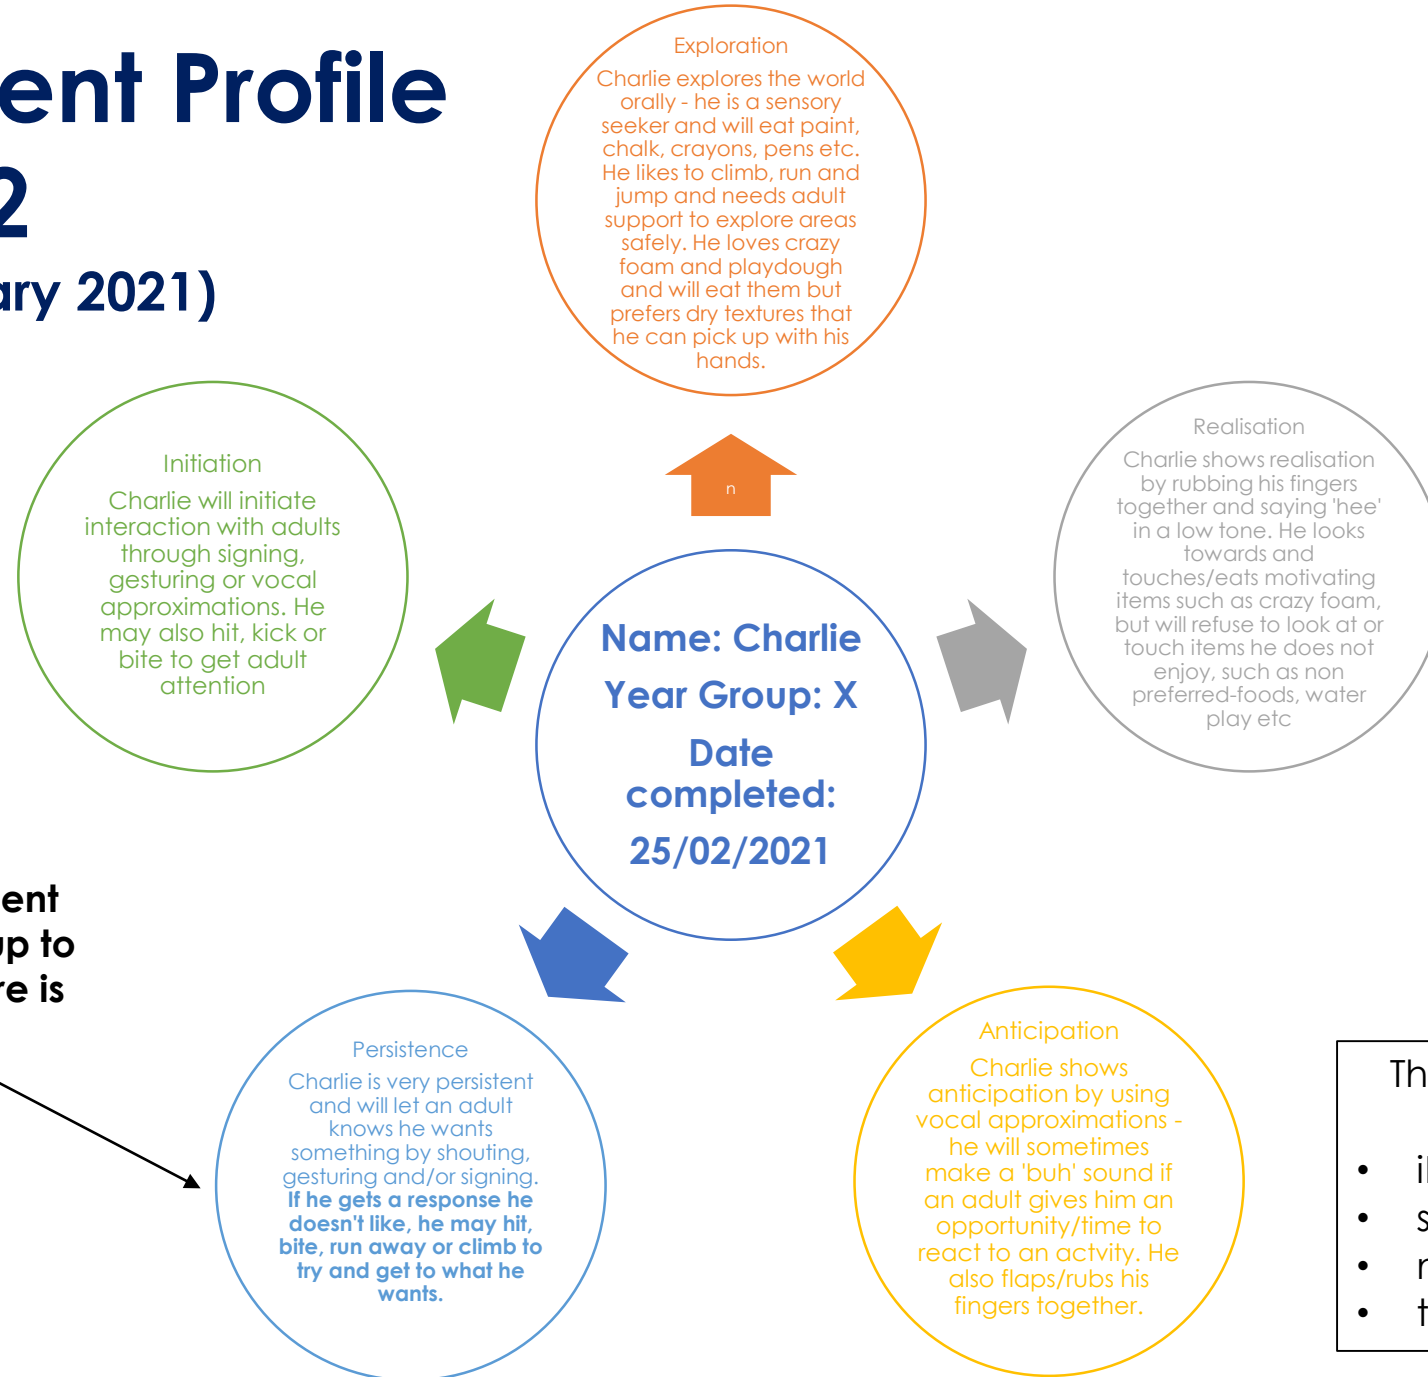 ent Profile
2
ary 2021)
Exploration
Charlie explores the world
orally - he is a sensory
seeker and will eat paint,
chalk, crayons, pens etc.
He likes to climb, run and
jump and needs adult
support to explore areas
safely. He loves crazy
foam and playdough
and will eat them but
prefers dry textures that
he can pick up with his
hands.
n
Initiation
Charlie will initiate
interaction with adults
through signing,
gesturing or vocal
approximations. He
may also hit, kick or
bite to get adult
attention
Realisation
Charlie shows realisation
by rubbing his fingers
together and saying 'hee'
in a low tone. He looks
towards and
touches/eats motivating
items such as crazy foam,
but will refuse to look at or
touch items he does not
enjoy, such as non
preferred-foods, water
play etc
Name: Charlie
Year Group: X
Date
completed:
25/02/2021
ent
up to
re is
Persistence
Charlie is very persistent
and will let an adult
knows he wants
something by shouting,
gesturing and/or signing.
If he gets a response he
doesn't like, he may hit,
bite, run away or climb to
try and get to what he
wants.
Anticipation
Charlie shows
anticipation by using
vocal approximations -
he will sometimes
make a 'buh' sound if
an adult gives him an
opportunity/time to
react to an actvity. He
also flaps/rubs his
fingers together.
Th
• i
• s
• r
• t